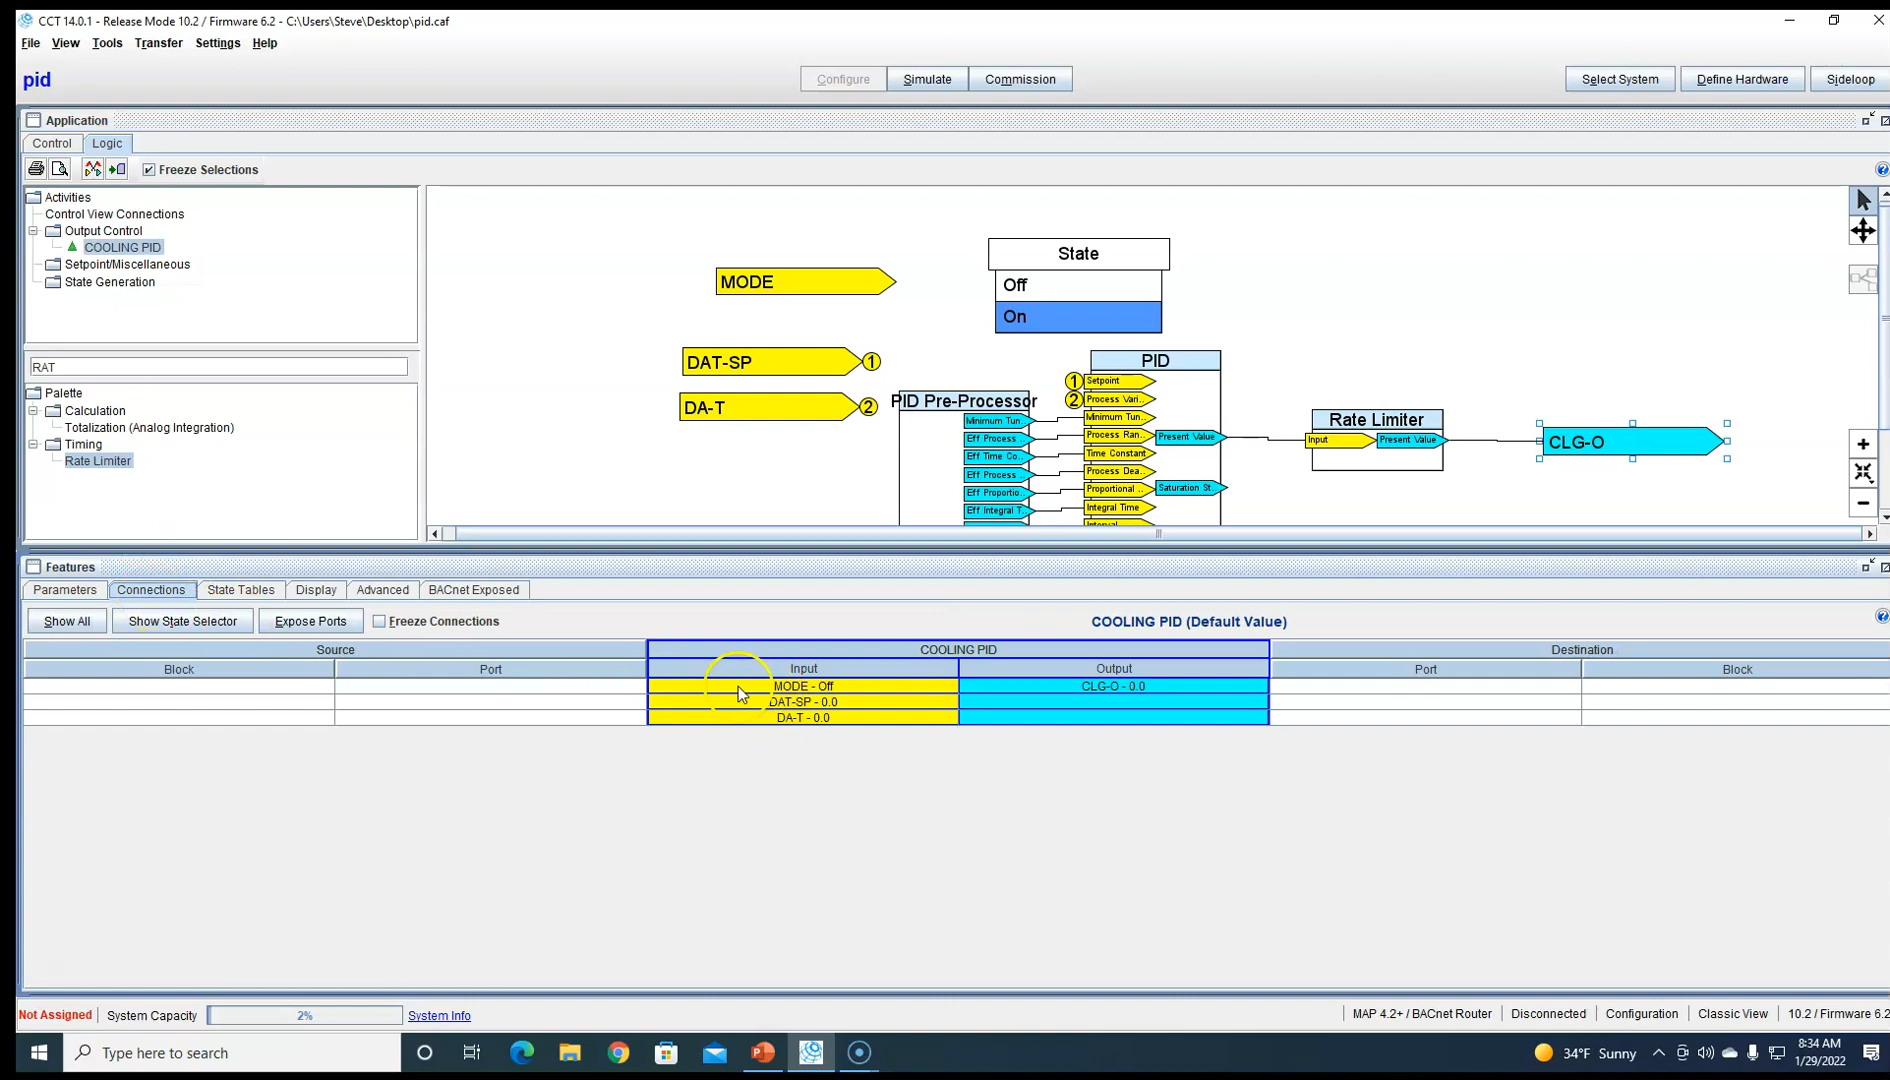 CCT 14.0.1 - Release Mode 10.2 / Firmware 6.2 - C:\Users\Steve\Desktop\pid.caf
File View Tools Transfer Settings Help
pid
Configure Simulate Commission Select System Define Hardware Sideloop
Application
Control Logic
Freeze Selections
Activities
Control View Connections
Output Control
COOLING PID
Setpoint/Miscellaneous
State Generation
RAT
Palette
Calculation
Totalization (Analog Integration)
Timing
Rate Limiter
State
MODE
Off
On
DAT-SP 1
PID
1 Setpoint
DA-T 2
PID Pre-Processor
2 Process Vari..
Minimum Tun..
Minimum Tun..
Rate Limiter
Eff Process ..
Process Ran..
Present Value
Input
Present Value
CLG-O
Eff Time Co..
Time Constant
Eff Process ..
Process Dea..
Eff Proportio..
Proportional ..
Saturation St..
Eff Integral T..
Integral Time
Interval
Features
Parameters Connections State Tables Display Advanced BACnet Exposed
Show All Show State Selector Expose Ports Freeze Connections COOLING PID (Default Value)
Source COOLING PID Destination
Block Port Input Output Port Block
MODE - Off CLG-O - 0.0
DAT-SP - 0.0
DA-T - 0.0
Not Assigned System Capacity 2% System Info MAP 4.2+ / BACnet Router Disconnected Configuration Classic View 10.2 / Firmware 6.2
Type here to search 34°F Sunny 8:34 AM
1/29/2022